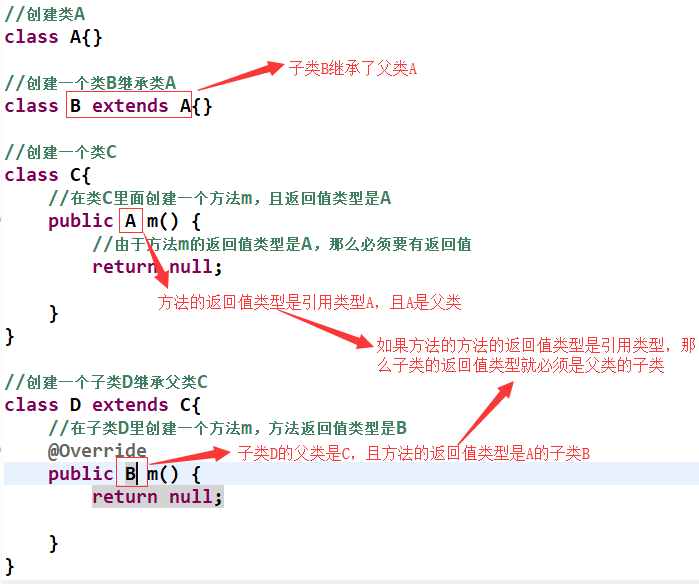 //创建类A
class A{}
子类B继承了父类A
//创建一个类B继承类A
class B extends A{}
//创建一个类C
class C{
//在类C里面创建一个方法m，且返回值类型是A
public A m() {
//由于方法m的返回值类型是A，那么必须要有返回值
return null;
方法的返回值类型是引用类型A，且A是父类
}
}
如果方法的方法的返回值类型是引用类型，那
么子类的返回值类型就必须是父类的子类
//创建一个子类D继承父类C
class D extends C{
//在子类D里创建一个方法m，方法返回值类型是B
@Override
子类D的父类是C，且方法的返回值类型是A的子类B
public B m() {
return null;
}
}